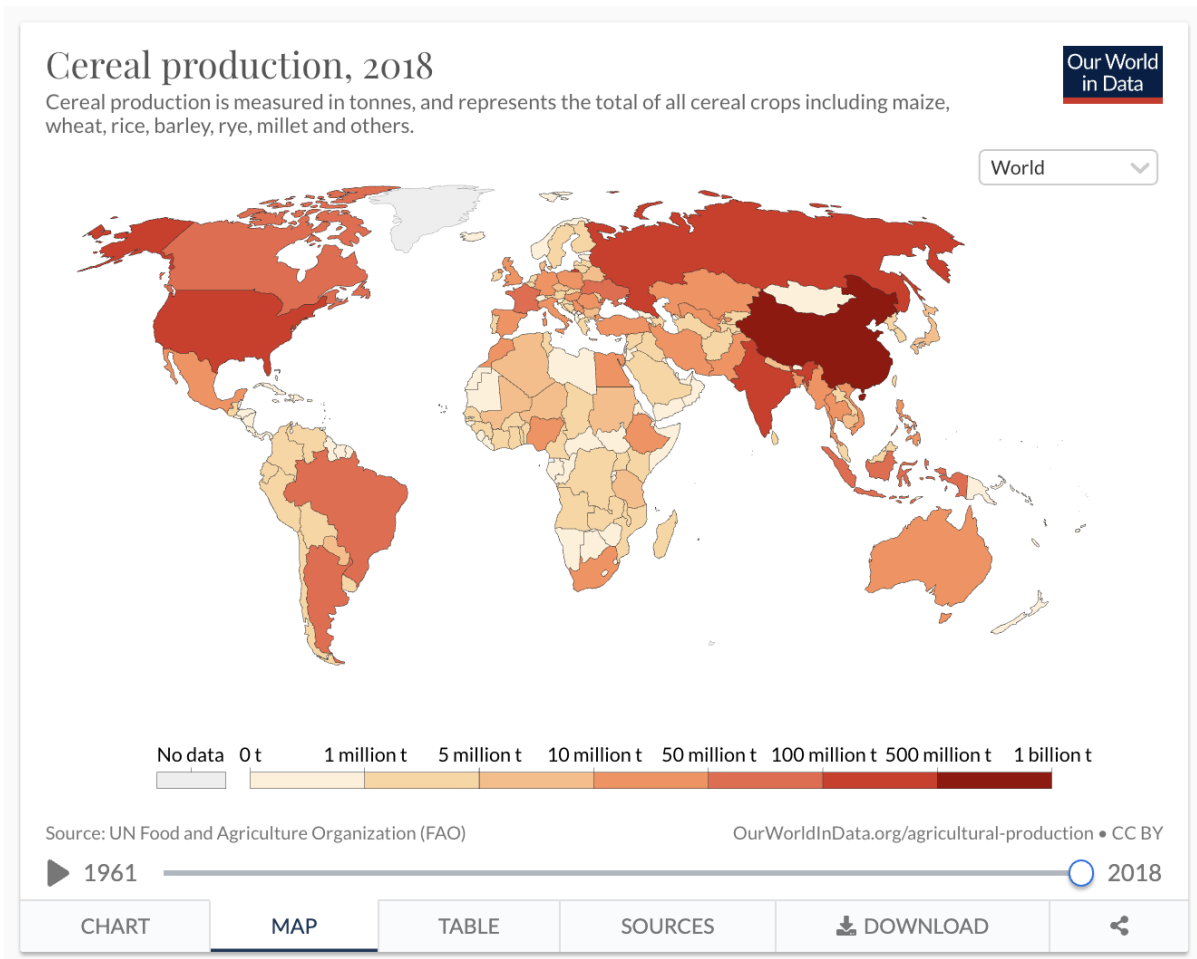 Cereal production, 2018
Our World
in Data
Cereal production is measured in tonnes, and represents the total of all cereal crops including maize,
wheat, rice, barley, rye, millet and others.
World
No data 0 t 1 million t 5 million t 10 million t 50 million t 100 million t 500 million t 1 billion t
Source: UN Food and Agriculture Organization (FAO) OurWorldInData.org/agricultural-production • CC BY
1961 2018
CHART MAP TABLE SOURCES DOWNLOAD